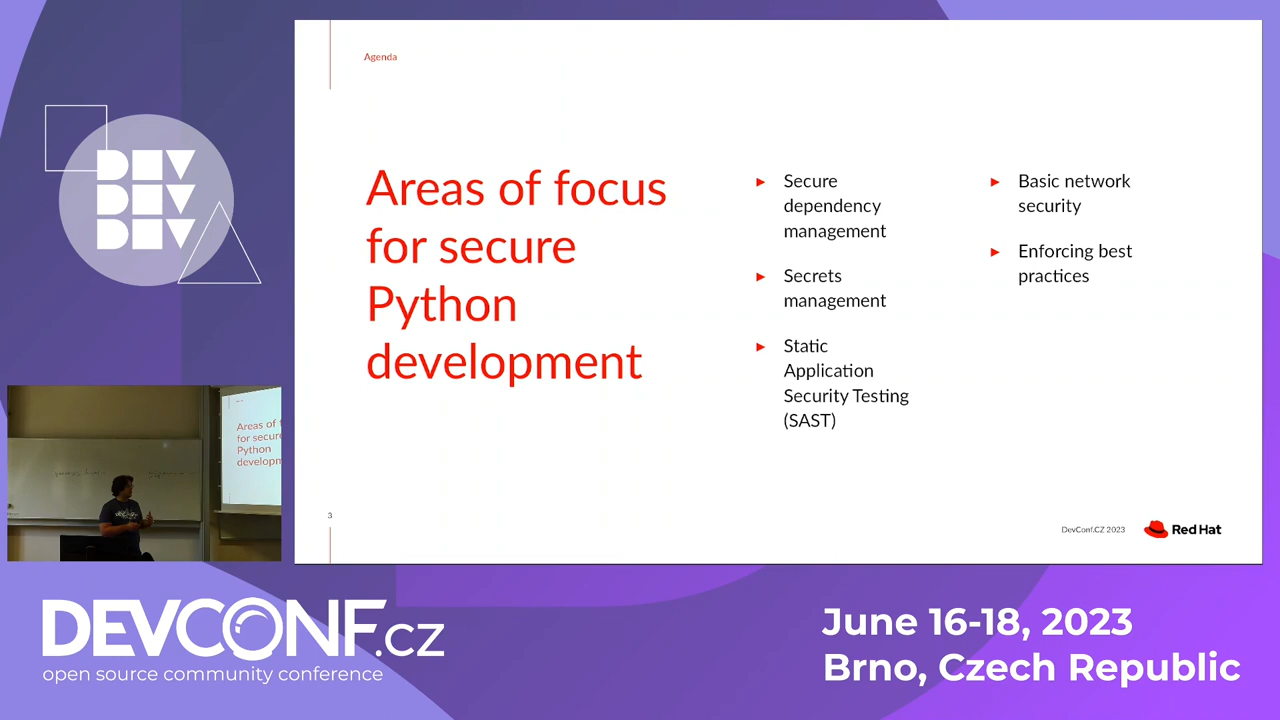 Agenda
Areas of focus
for secure
Python
development
Secure
dependency
management
Secrets
management
Static
Application
Security Testing
(SAST)
Basic network
security
Enforcing best
practices
3
DevConf.CZ 2023
Red Hat
DEV
DEV
DEV
Areas of f
for secure
Python
developm
DEVCONF.cz
open source community conference
June 16-18, 2023
Brno, Czech Republic